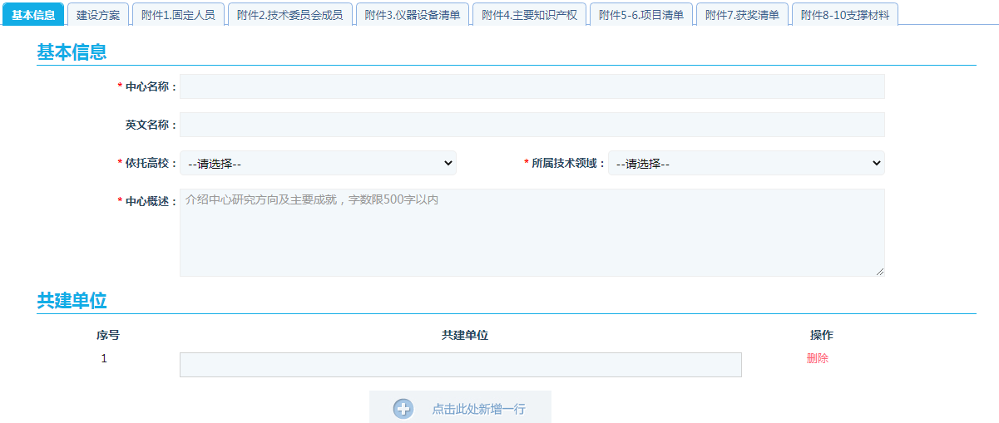 基本信息 建设方案 附件1.固定人员 附件2.技术委员会成员 附件3.仪器设备清单 附件4.主要知识产权 附件5-6.项目清单 附件7.获奖清单 附件8-10支撑材料
基本信息
* 中心名称：
英文名称：
* 依托高校： --请选择-- * 所属技术领域： --请选择--
* 中心概述： 介绍中心研究方向及主要成就，字数限500字以内
共建单位
序号 共建单位 操作
1 删除
点击此处新增一行